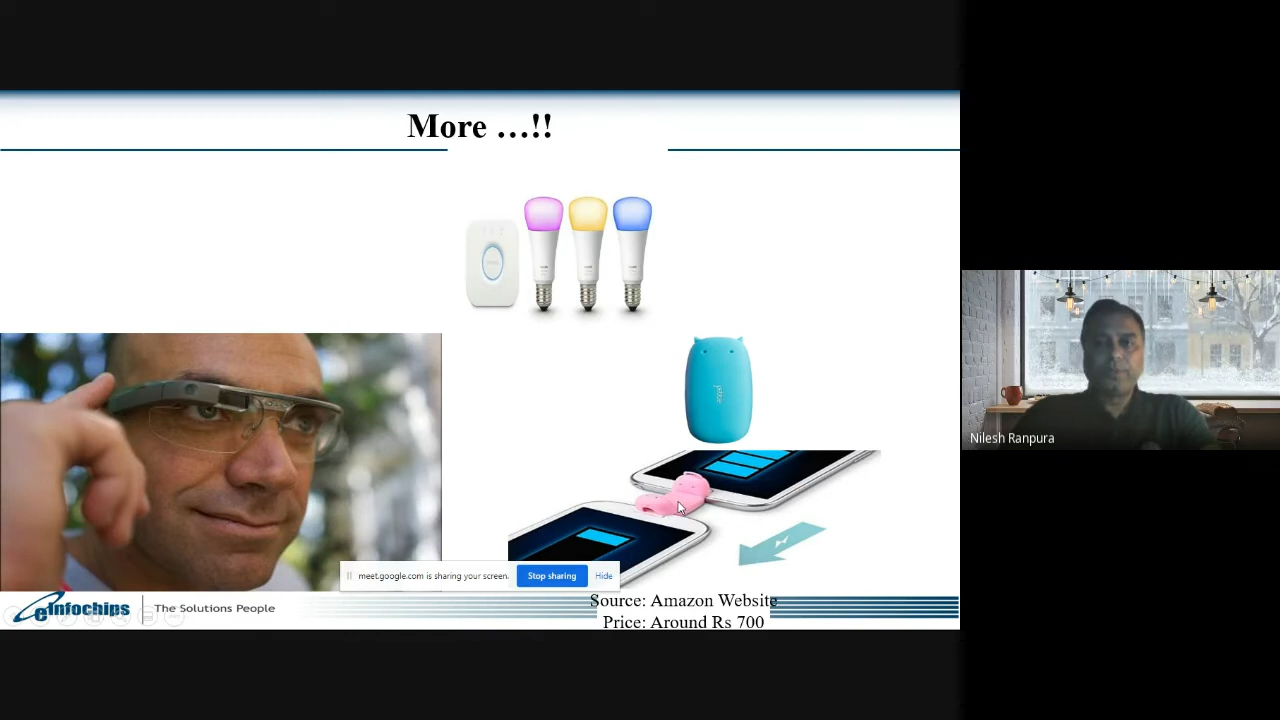 More ...!!
pebble
meet.google.com is sharing your screen.
Stop sharing
Hide
eInfochips
The Solutions People
Source: Amazon Website
Price: Around Rs 700
Nilesh Ranpura